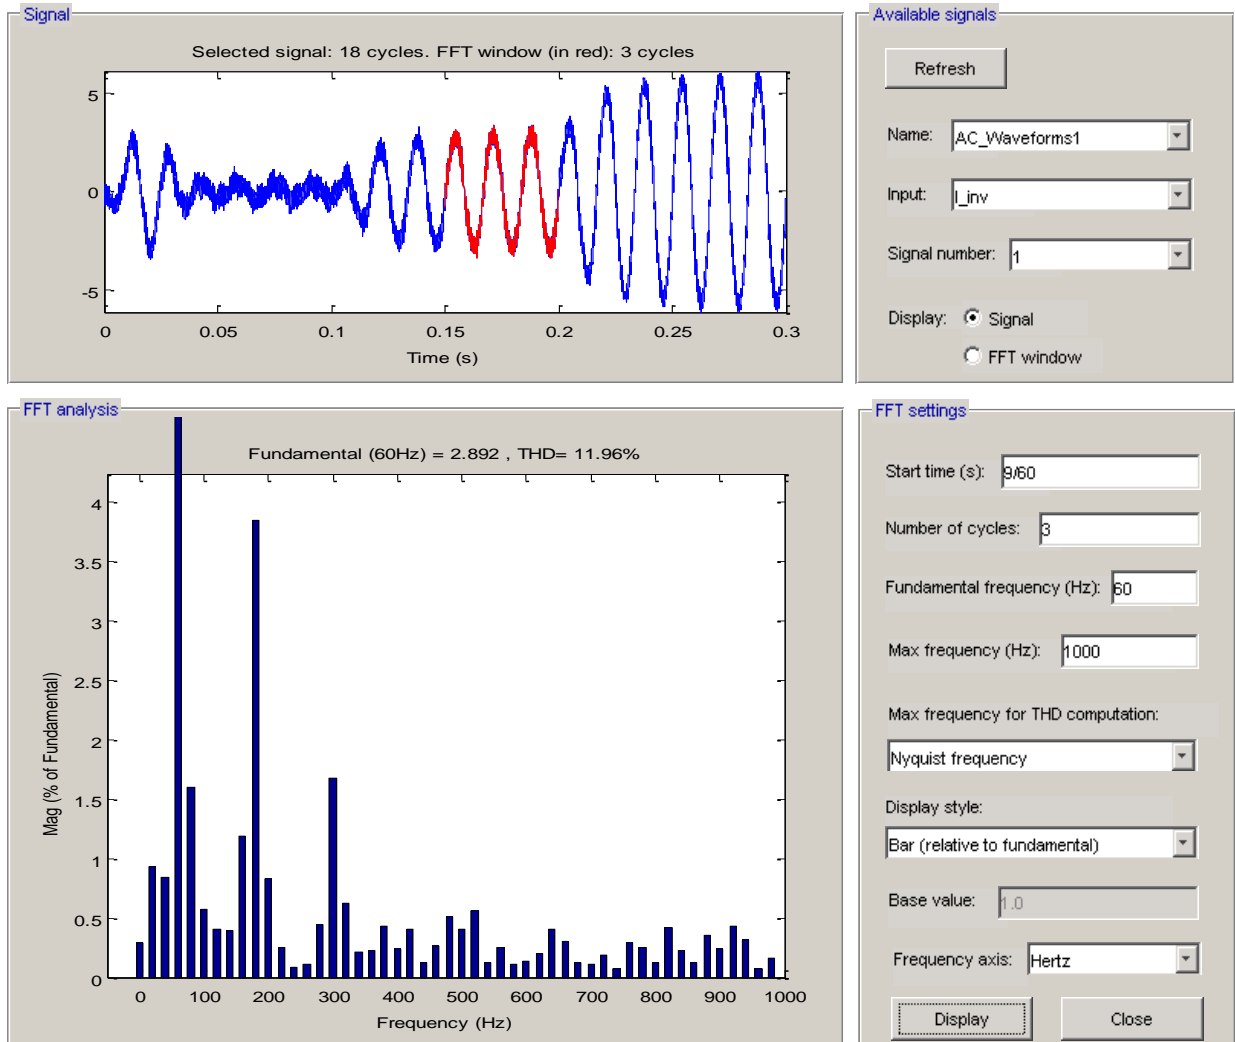 Signal
Selected signal: 18 cycles. FFT window (in red): 3 cycles
5
0
-5
0 0.05 0.1 0.15 0.2 0.25 0.3
Time (s)
Available signals
Refresh
Name: AC_Waveforms1
Input: I_inv
Signal number: 1
Display: Signal
FFT window
FFT analysis
Fundamental (60Hz) = 2.892 , THD= 11.96%
4
3.5
3
2.5
2
1.5
1
0.5
0
Mag (% of Fundamental)
0 100 200 300 400 500 600 700 800 900 1000
Frequency (Hz)
FFT settings
Start time (s): 9/60
Number of cycles: 3
Fundamental frequency (Hz): 60
Max frequency (Hz): 1000
Max frequency for THD computation:
Nyquist frequency
Display style:
Bar (relative to fundamental)
Base value: 1.0
Frequency axis: Hertz
Display Close